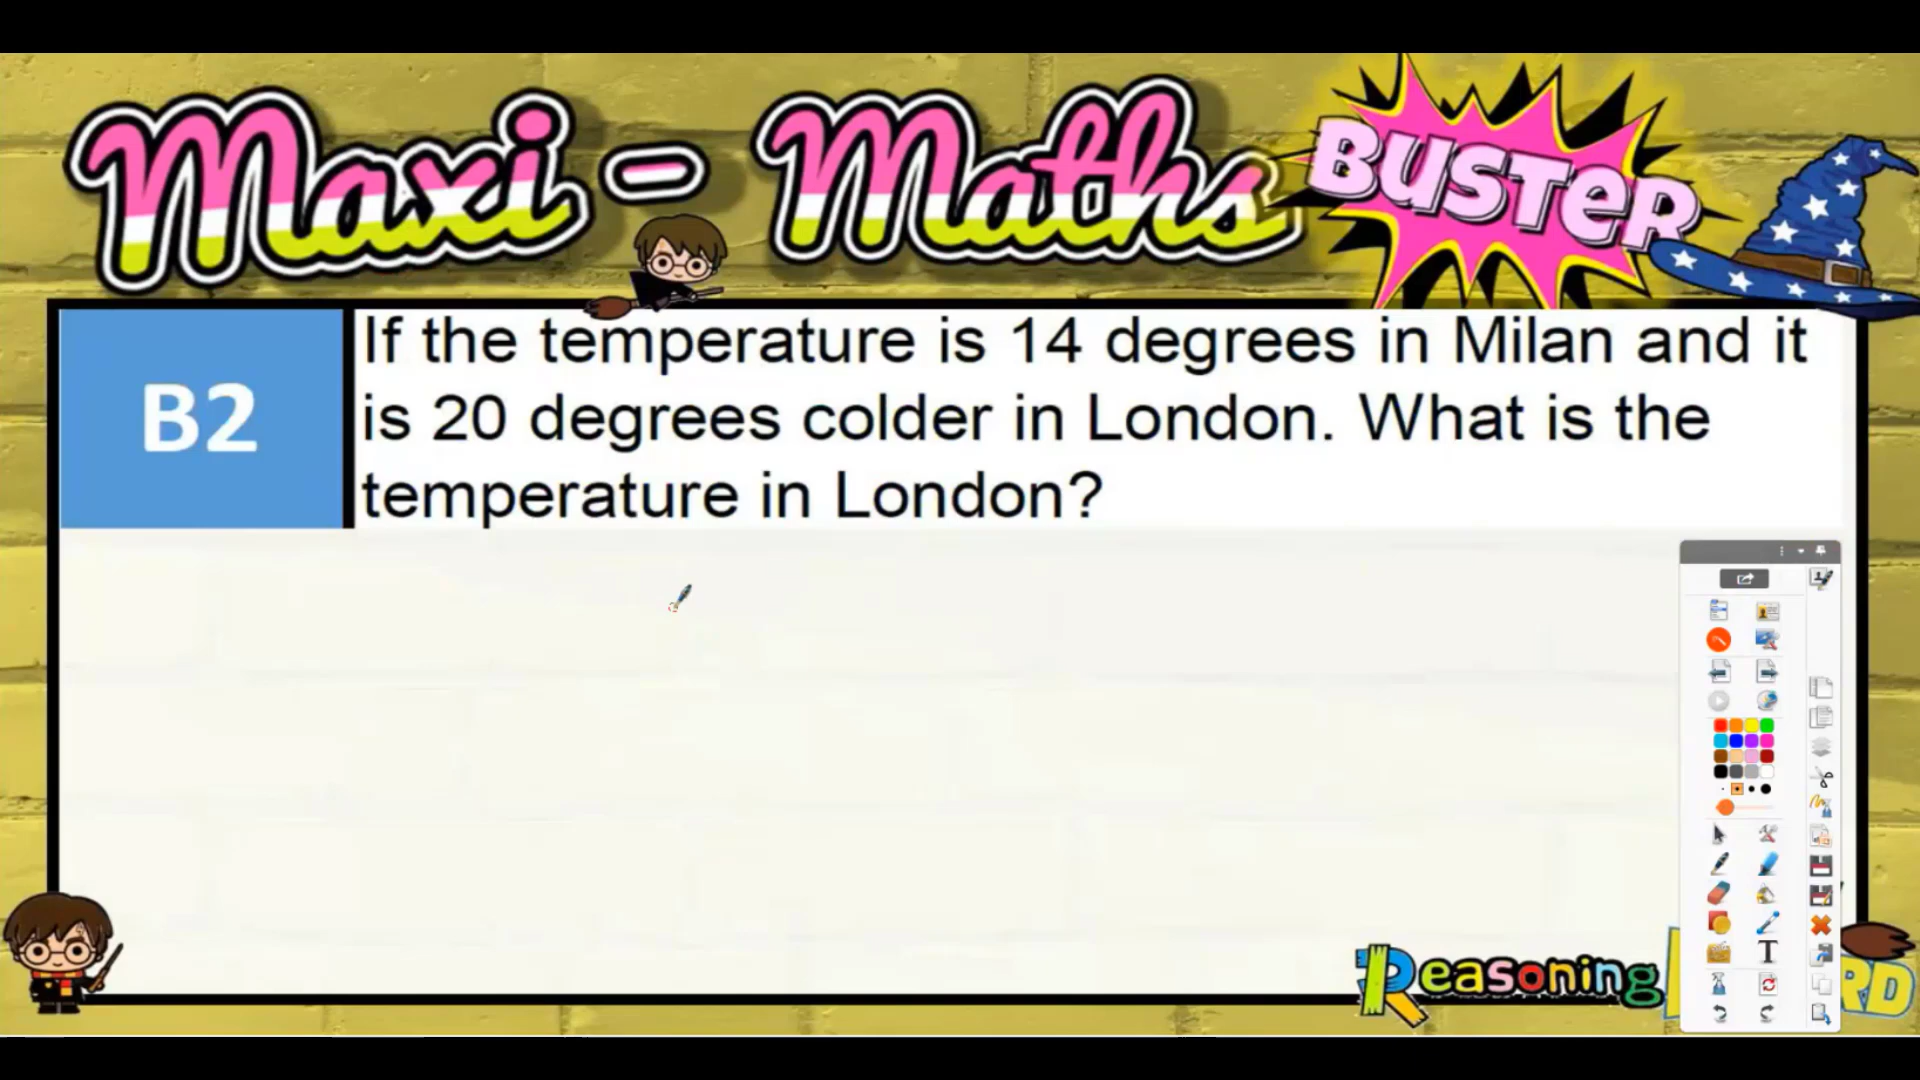 Maxi - Maths BUSTER
B2
If the temperature is 14 degrees in Milan and it
is 20 degrees colder in London. What is the
temperature in London?
Reasoning
RD
T